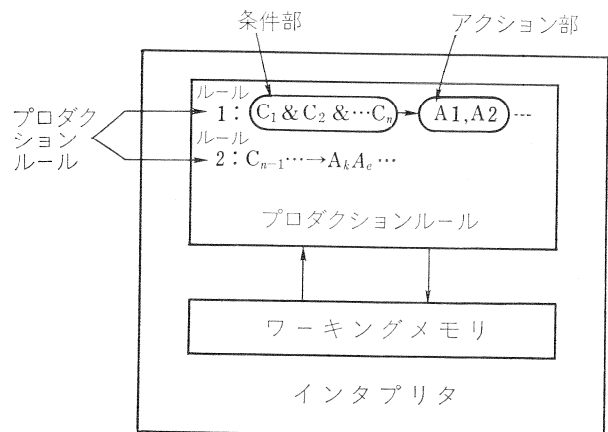 条件部
アクション部
ルール
1：C₁ & C₂ & … Cₙ → A1, A2 ---
プロダク
ション
ルール
ルール
2：Cₙ₋₁ … → AₖAₑ …
プロダクションルール
ワーキングメモリ
インタプリタ